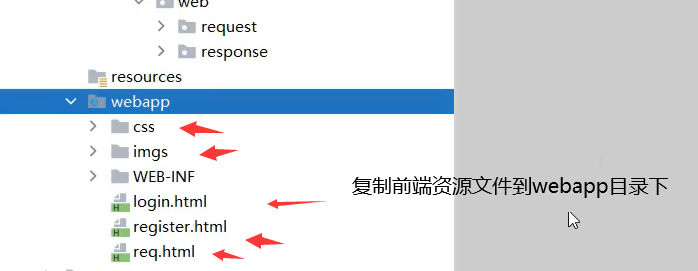 web
request
response
resources
webapp
css
imgs
WEB-INF
login.html
复制前端资源文件到webapp目录下
register.html
req.html